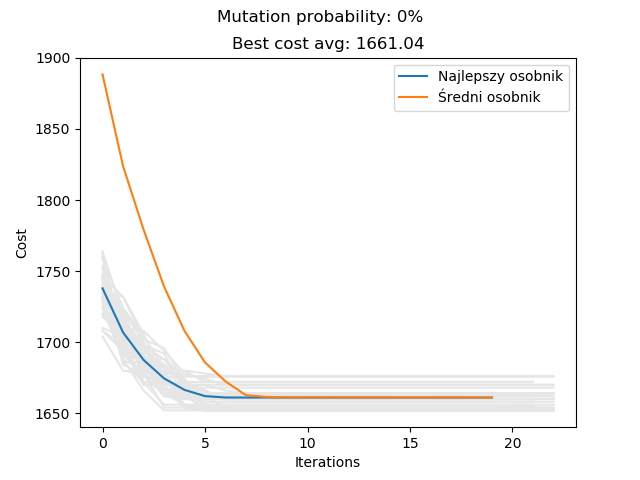 Mutation probability: 0%
Best cost avg: 1661.04
Najlepszy osobnik
Średni osobnik
Cost
1900
1850
1800
1750
1700
1650
0 5 10 15 20
Iterations